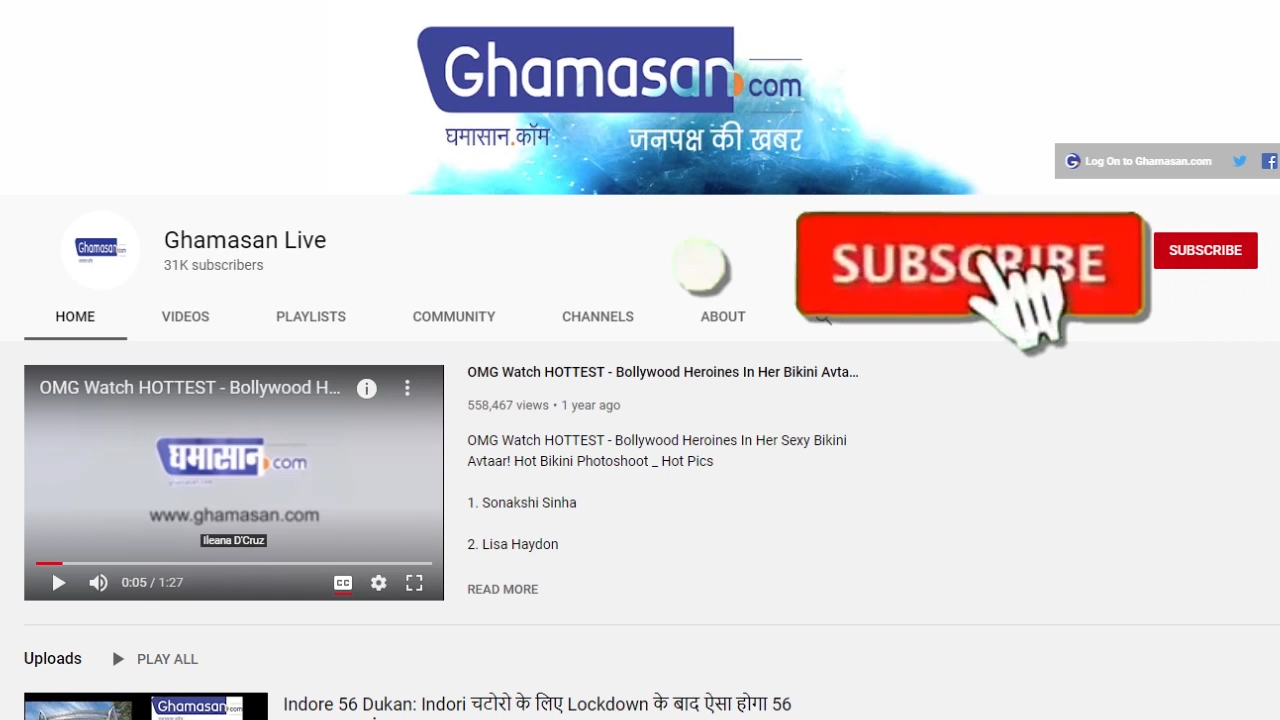 Ghamasan.com
घमासान.कॉम
जनपक्ष की खबर
Log On to Ghamasan.com
Ghamasan
Ghamasan Live
31K subscribers
SUBSCRIBE
SUBSCRIBE
HOME VIDEOS PLAYLISTS COMMUNITY CHANNELS ABOUT
OMG Watch HOTTEST - Bollywood H...
घमासान.com
www.ghamasan.com
Ileana D'Cruz
0:05 / 1:27
CC
OMG Watch HOTTEST - Bollywood Heroines In Her Bikini Avta...
558,467 views • 1 year ago
OMG Watch HOTTEST - Bollywood Heroines In Her Sexy Bikini
Avtaar! Hot Bikini Photoshoot _ Hot Pics
1. Sonakshi Sinha
2. Lisa Haydon
READ MORE
Uploads PLAY ALL
Ghamasan
Indore 56 Dukan: Indori चटोरो के लिए Lockdown के बाद ऐसा होगा 56